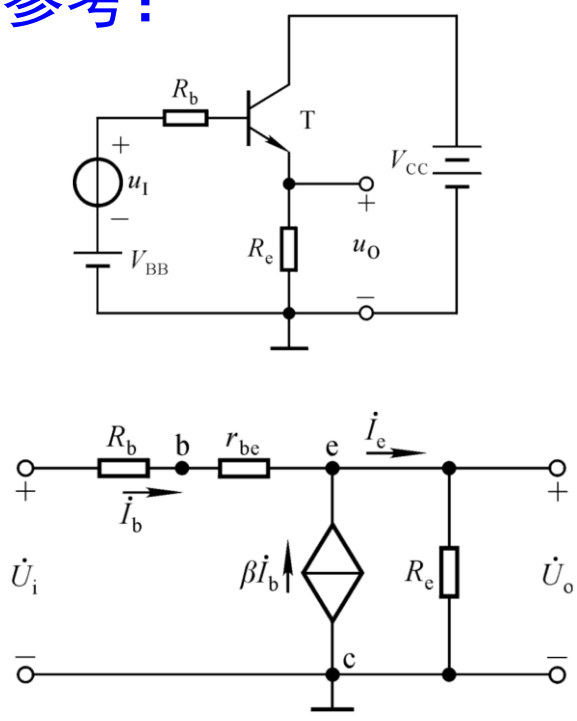 参考！
R_b
T
+
u_I
−
V_CC
+
R_e
u_O
V_BB
−
R_b
b
r_be
e
İ_e
+
İ_b
+
U̇_i
βİ_b
R_e
U̇_o
−
c
−